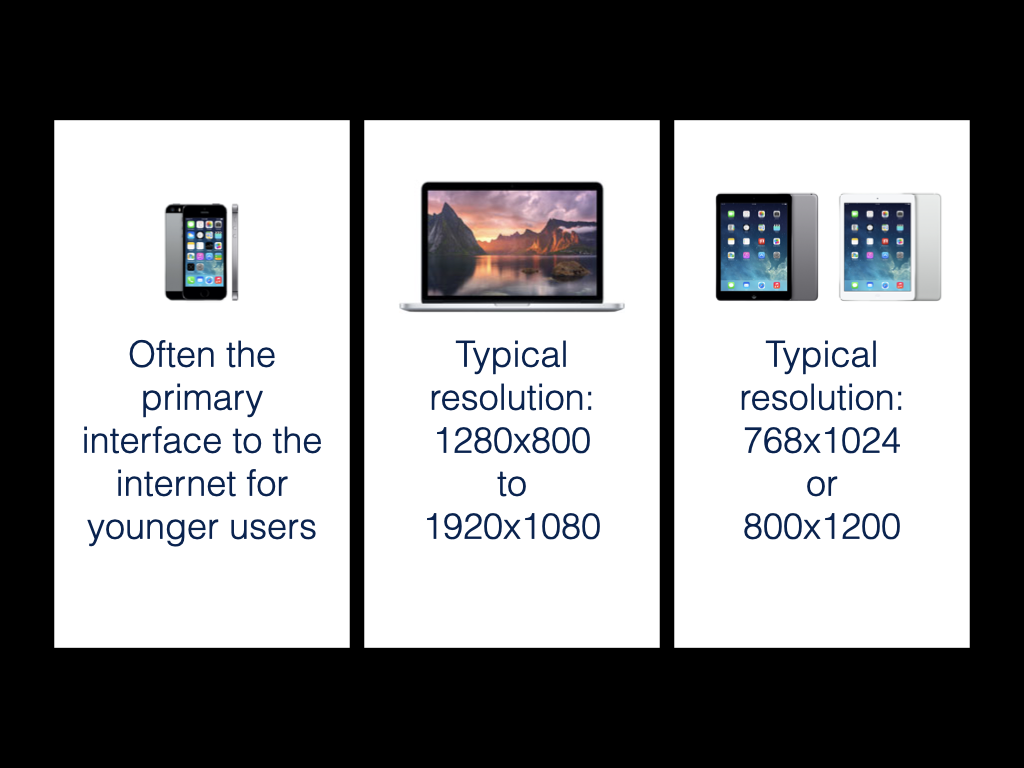 Often the
primary
interface to the
internet for
younger users
Typical
resolution:
1280x800
to
1920x1080
Typical
resolution:
768x1024
or
800x1200